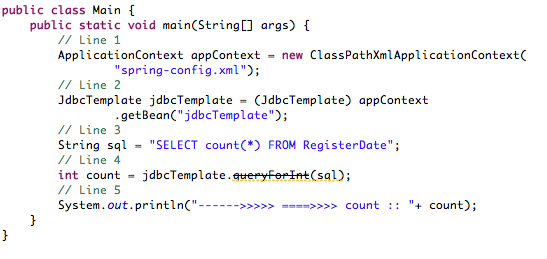 public class Main {
    public static void main(String[] args) {
        // Line 1
        ApplicationContext appContext = new ClassPathXmlApplicationContext(
                "spring-config.xml");
        // Line 2
        JdbcTemplate jdbcTemplate = (JdbcTemplate) appContext
                .getBean("jdbcTemplate");
        // Line 3
        String sql = "SELECT count(*) FROM RegisterDate";
        // Line 4
        int count = jdbcTemplate.queryForInt(sql);
        // Line 5
        System.out.println("------>>>>> ====>>>> count :: "+ count);
    }
}